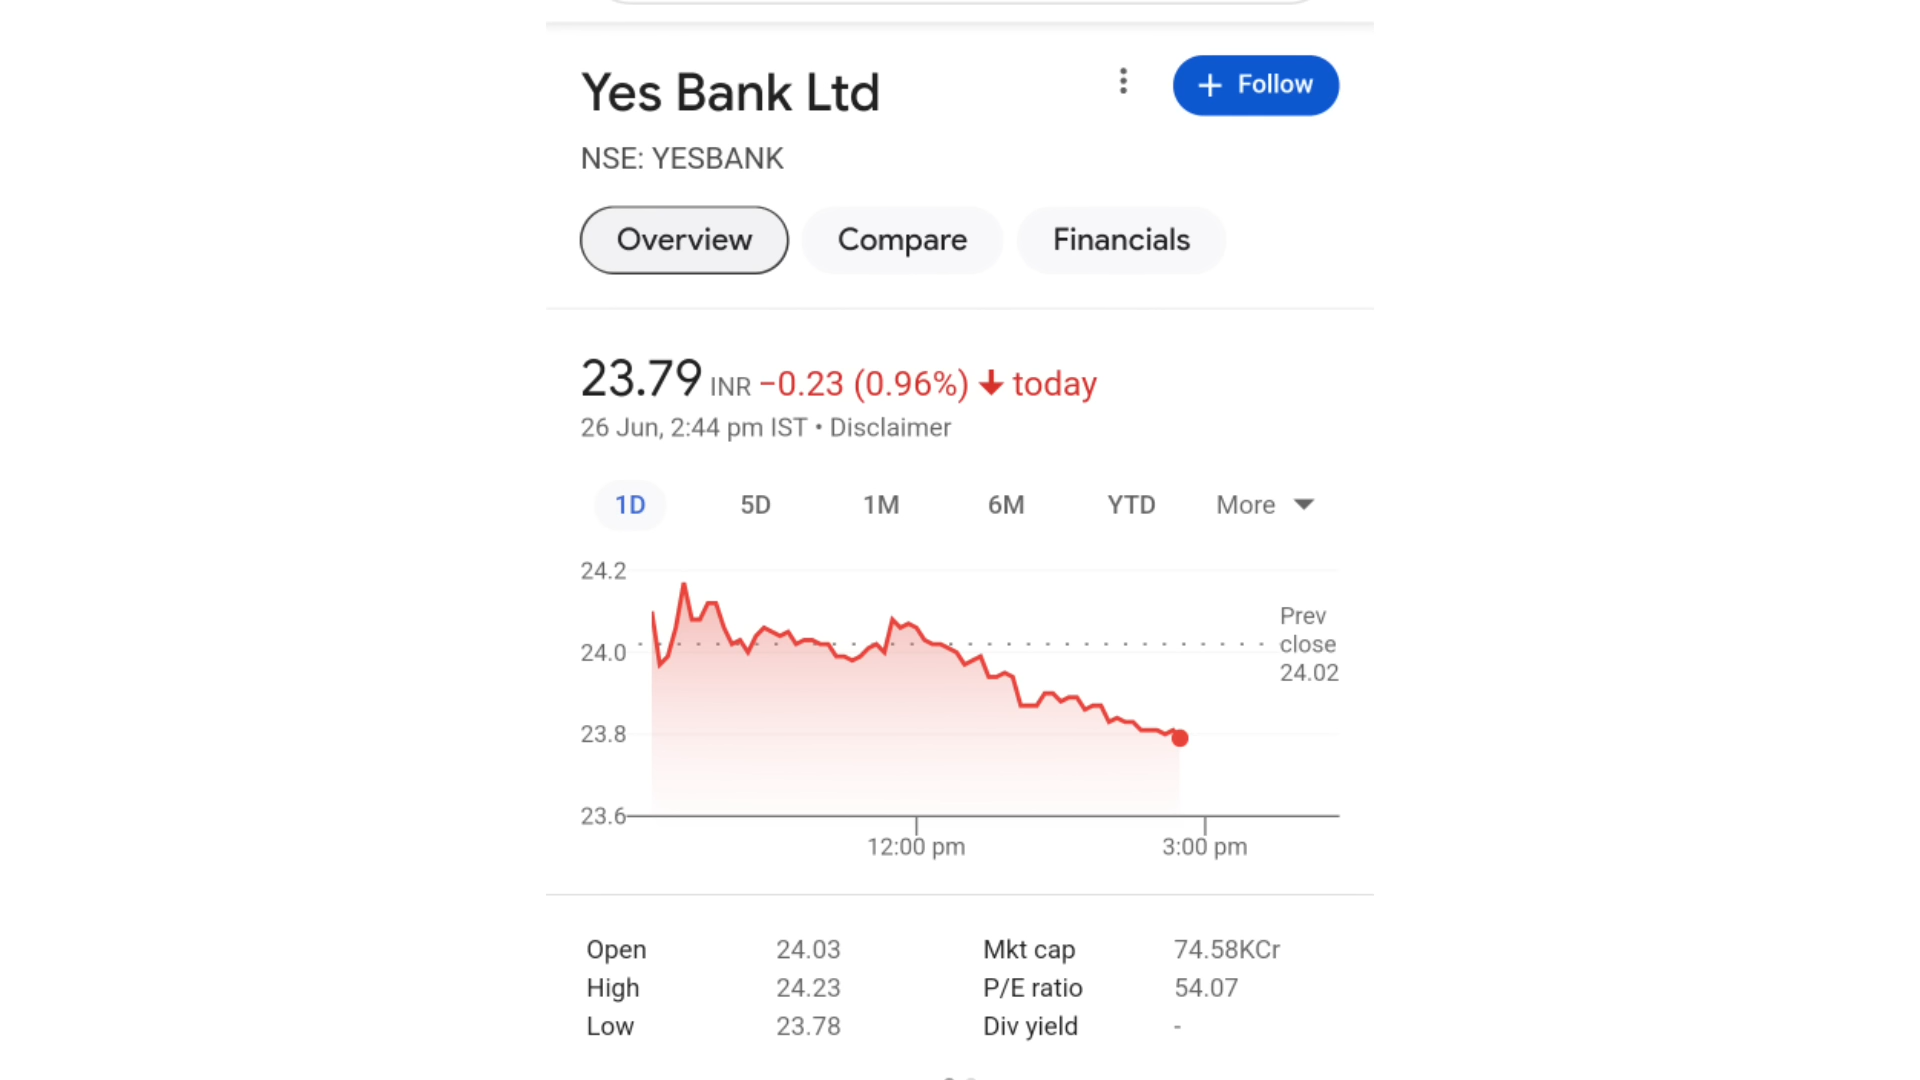 Yes Bank Ltd
+ Follow
NSE: YESBANK
Overview
Compare
Financials
23.79 INR −0.23 (0.96%) ↓ today
26 Jun, 2:44 pm IST • Disclaimer
1D 5D 1M 6M YTD More
24.2
24.0
23.8
23.6
Prev
close
24.02
12:00 pm 3:00 pm
Open 24.03 Mkt cap 74.58KCr
High 24.23 P/E ratio 54.07
Low 23.78 Div yield -